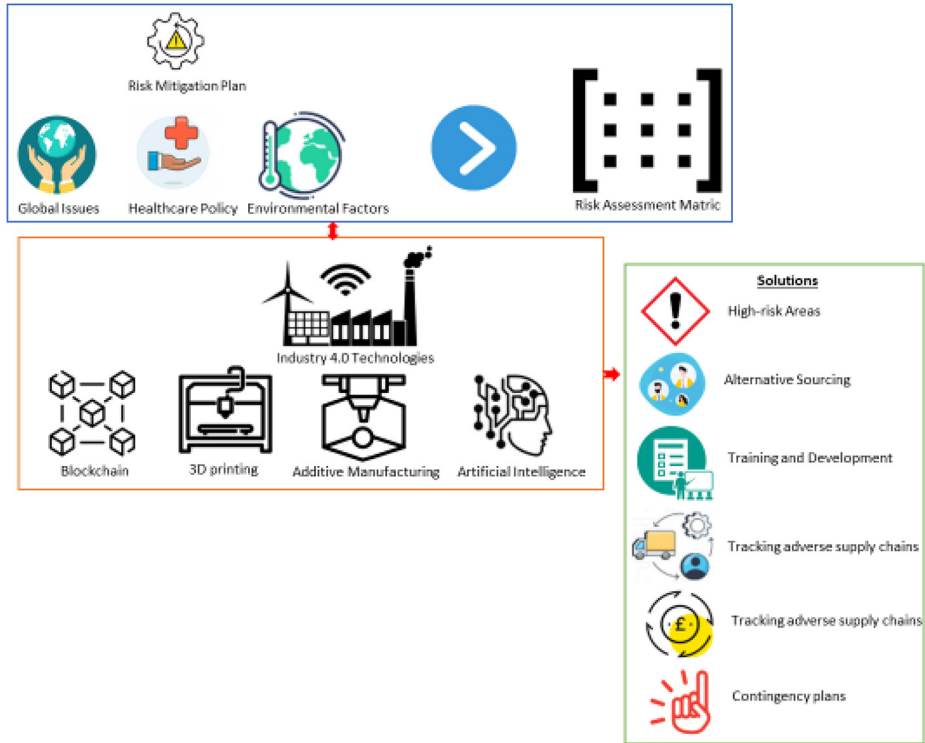 Risk Mitigation Plan
Global Issues
Healthcare Policy
Environmental Factors
Risk Assessment Matric
Industry 4.0 Technologies
Blockchain
3D printing
Additive Manufacturing
Artificial Intelligence
Solutions
High-risk Areas
Alternative Sourcing
Training and Development
Tracking adverse supply chains
£
Tracking adverse supply chains
Contingency plans